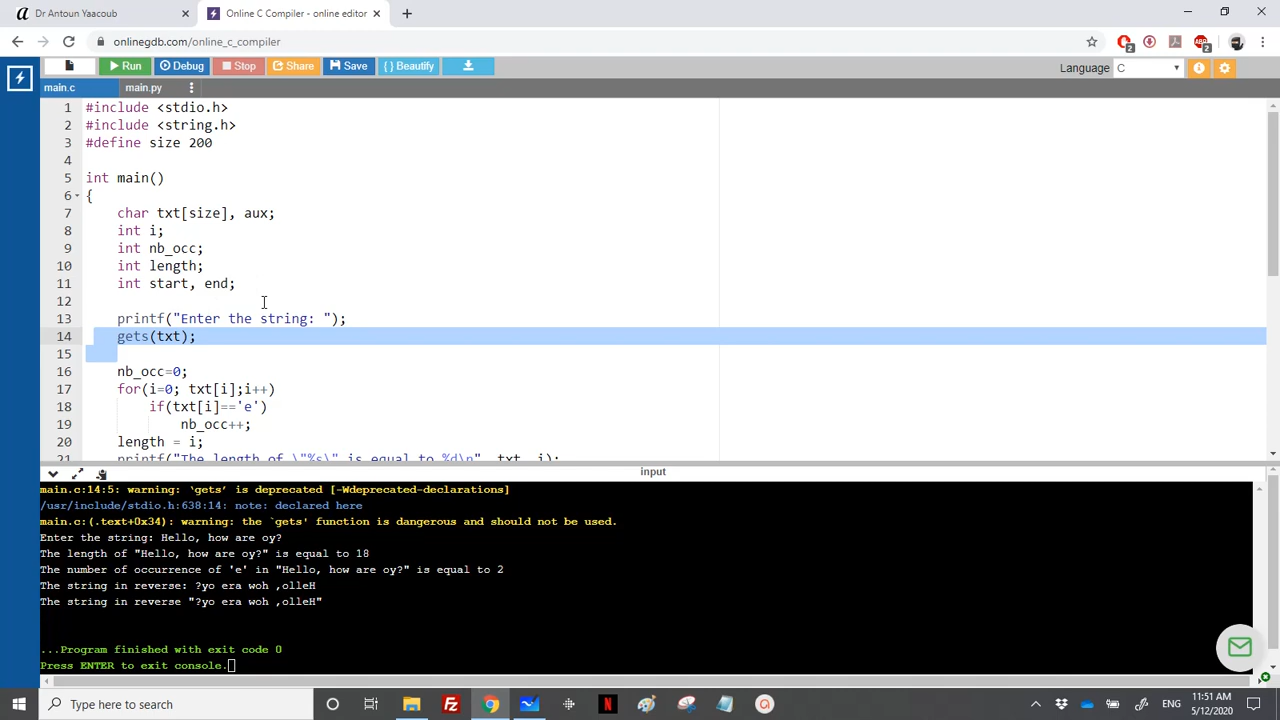 Dr Antoun Yaacoub
Online C Compiler - online editor
onlinegdb.com/online_c_compiler
2
2
Run
Debug
Stop
Share
Save
{ } Beautify
Language C
main.c
main.py
1 #include <stdio.h>
2 #include <string.h>
3 #define size 200
4
5 int main()
6 {
7 char txt[size], aux;
8 int i;
9 int nb_occ;
10 int length;
11 int start, end;
12
13 printf("Enter the string: ");
14 gets(txt);
15
16 nb_occ=0;
17 for(i=0; txt[i];i++)
18 if(txt[i]=='e')
19 nb_occ++;
20 length = i;
21 printf("The length of \"%s\" is equal to %d\n", txt, i);
input
main.c:14:5: warning: ‘gets’ is deprecated [-Wdeprecated-declarations]
/usr/include/stdio.h:638:14: note: declared here
main.c:(.text+0x34): warning: the `gets' function is dangerous and should not be used.
Enter the string: Hello, how are oy?
The length of "Hello, how are oy?" is equal to 18
The number of occurrence of 'e' in "Hello, how are oy?" is equal to 2
The string in reverse: ?yo era woh ,olleH
The string in reverse "?yo era woh ,olleH"
...Program finished with exit code 0
Press ENTER to exit console.
Type here to search
ENG
11:51 AM
5/12/2020